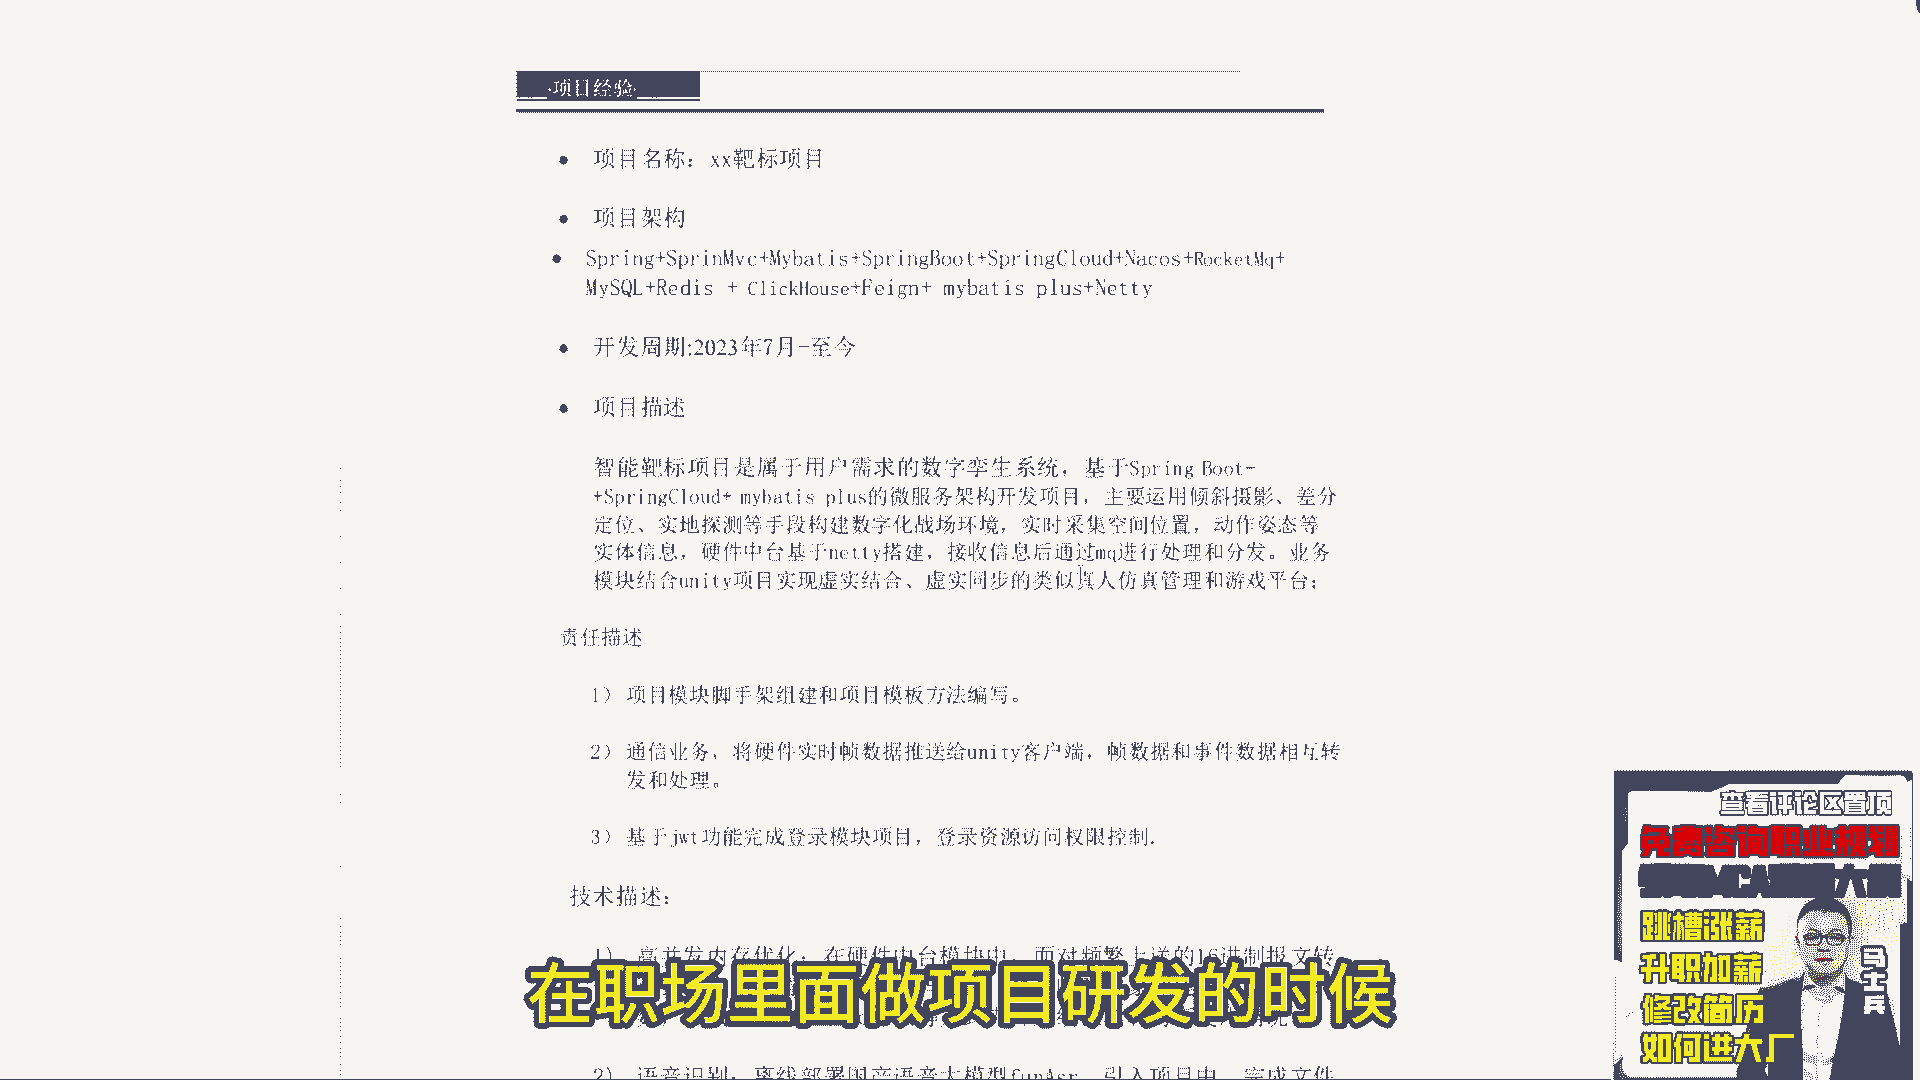 ·项目经验·
● 项目名称：xx靶标项目
● 项目架构
● Spring+SprinMvc+Mybatis+SpringBoot+SpringCloud+Nacos+RocketMq+
MySQL+Redis + ClickHouse+Feign+ mybatis plus+Netty
● 开发周期:2023年7月-至今
● 项目描述
智能靶标项目是属于用户需求的数字孪生系统，基于Spring Boot-
+SpringCloud+ mybatis plus的微服务架构开发项目，主要运用倾斜摄影、差分
定位、实地探测等手段构建数字化战场环境，实时采集空间位置，动作姿态等
实体信息，硬件中台基于netty搭建，接收信息后通过mq进行处理和分发。业务
模块结合unity项目实现虚实结合、虚实同步的类似真人仿真管理和游戏平台；
责任描述
1） 项目模块脚手架组建和项目模板方法编写。
2） 通信业务，将硬件实时帧数据推送给unity客户端，帧数据和事件数据相互转
发和处理。
3） 基于jwt功能完成登录模块项目，登录资源访问权限控制.
技术描述：
1） 高并发内存优化：在硬件中台模块中，面对频繁上送的16进制报文转
在职场里面做项目研发的时候
2） 语音识别：离线部署国产语音大模型funAsr，引入项目中，完成文件
查看评论区置顶
免费咨询职业规划
跳槽涨薪
升职加薪
修改简历
如何进大厂
马士兵